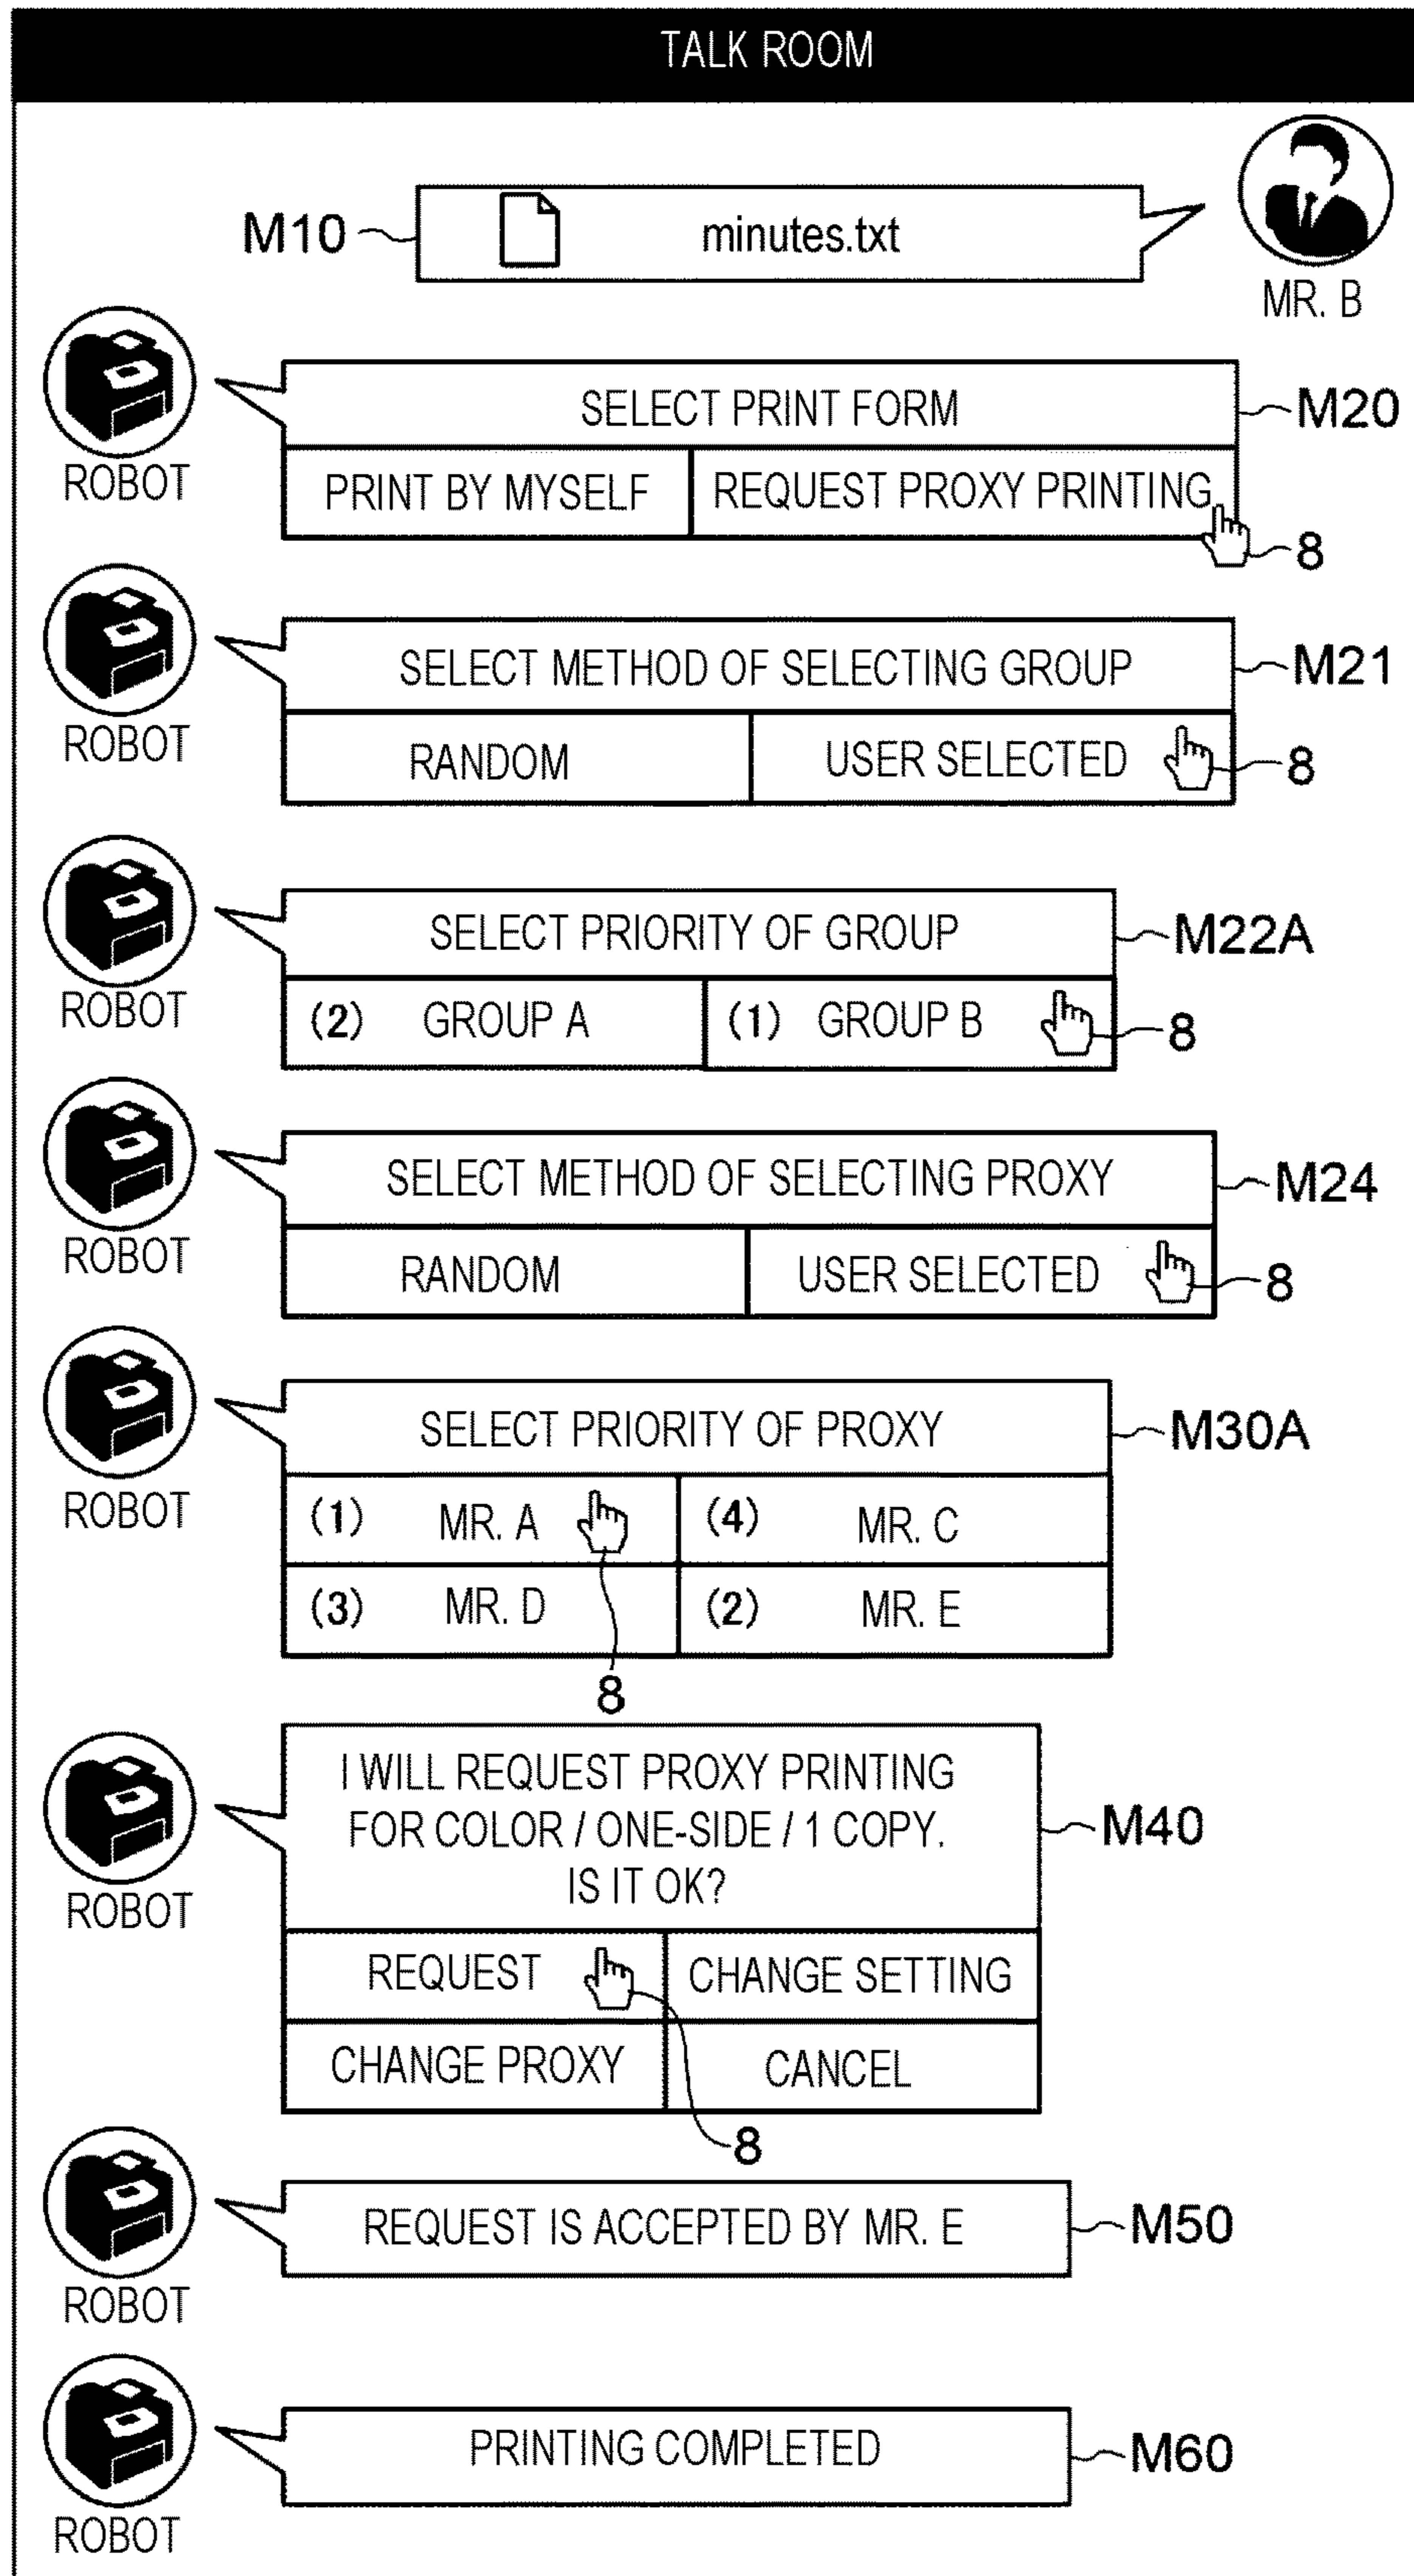 TALK ROOM
M10
minutes.txt
MR. B
ROBOT
SELECT PRINT FORM
M20
PRINT BY MYSELF
REQUEST PROXY PRINTING
8
ROBOT
SELECT METHOD OF SELECTING GROUP
M21
RANDOM
USER SELECTED
8
ROBOT
SELECT PRIORITY OF GROUP
M22A
(2) GROUP A
(1) GROUP B
8
ROBOT
SELECT METHOD OF SELECTING PROXY
M24
RANDOM
USER SELECTED
8
ROBOT
SELECT PRIORITY OF PROXY
M30A
(1) MR. A
(4) MR. C
(3) MR. D
(2) MR. E
8
ROBOT
I WILL REQUEST PROXY PRINTING
FOR COLOR / ONE-SIDE / 1 COPY.
IS IT OK?
M40
REQUEST
CHANGE SETTING
CHANGE PROXY
CANCEL
8
ROBOT
REQUEST IS ACCEPTED BY MR. E
M50
ROBOT
PRINTING COMPLETED
M60